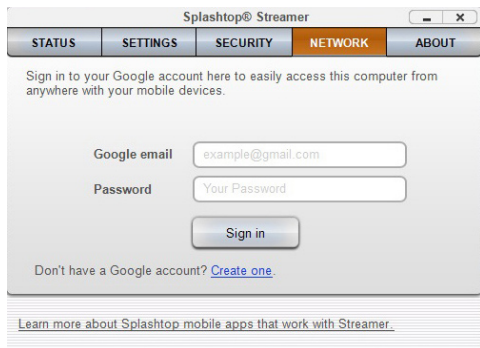 Splashtop® Streamer
STATUS SETTINGS SECURITY NETWORK ABOUT
Sign in to your Google account here to easily access this computer from
anywhere with your mobile devices.
Google email example@gmail.com
Password Your Password
Sign in
Don't have a Google account? Create one.
Learn more about Splashtop mobile apps that work with Streamer.